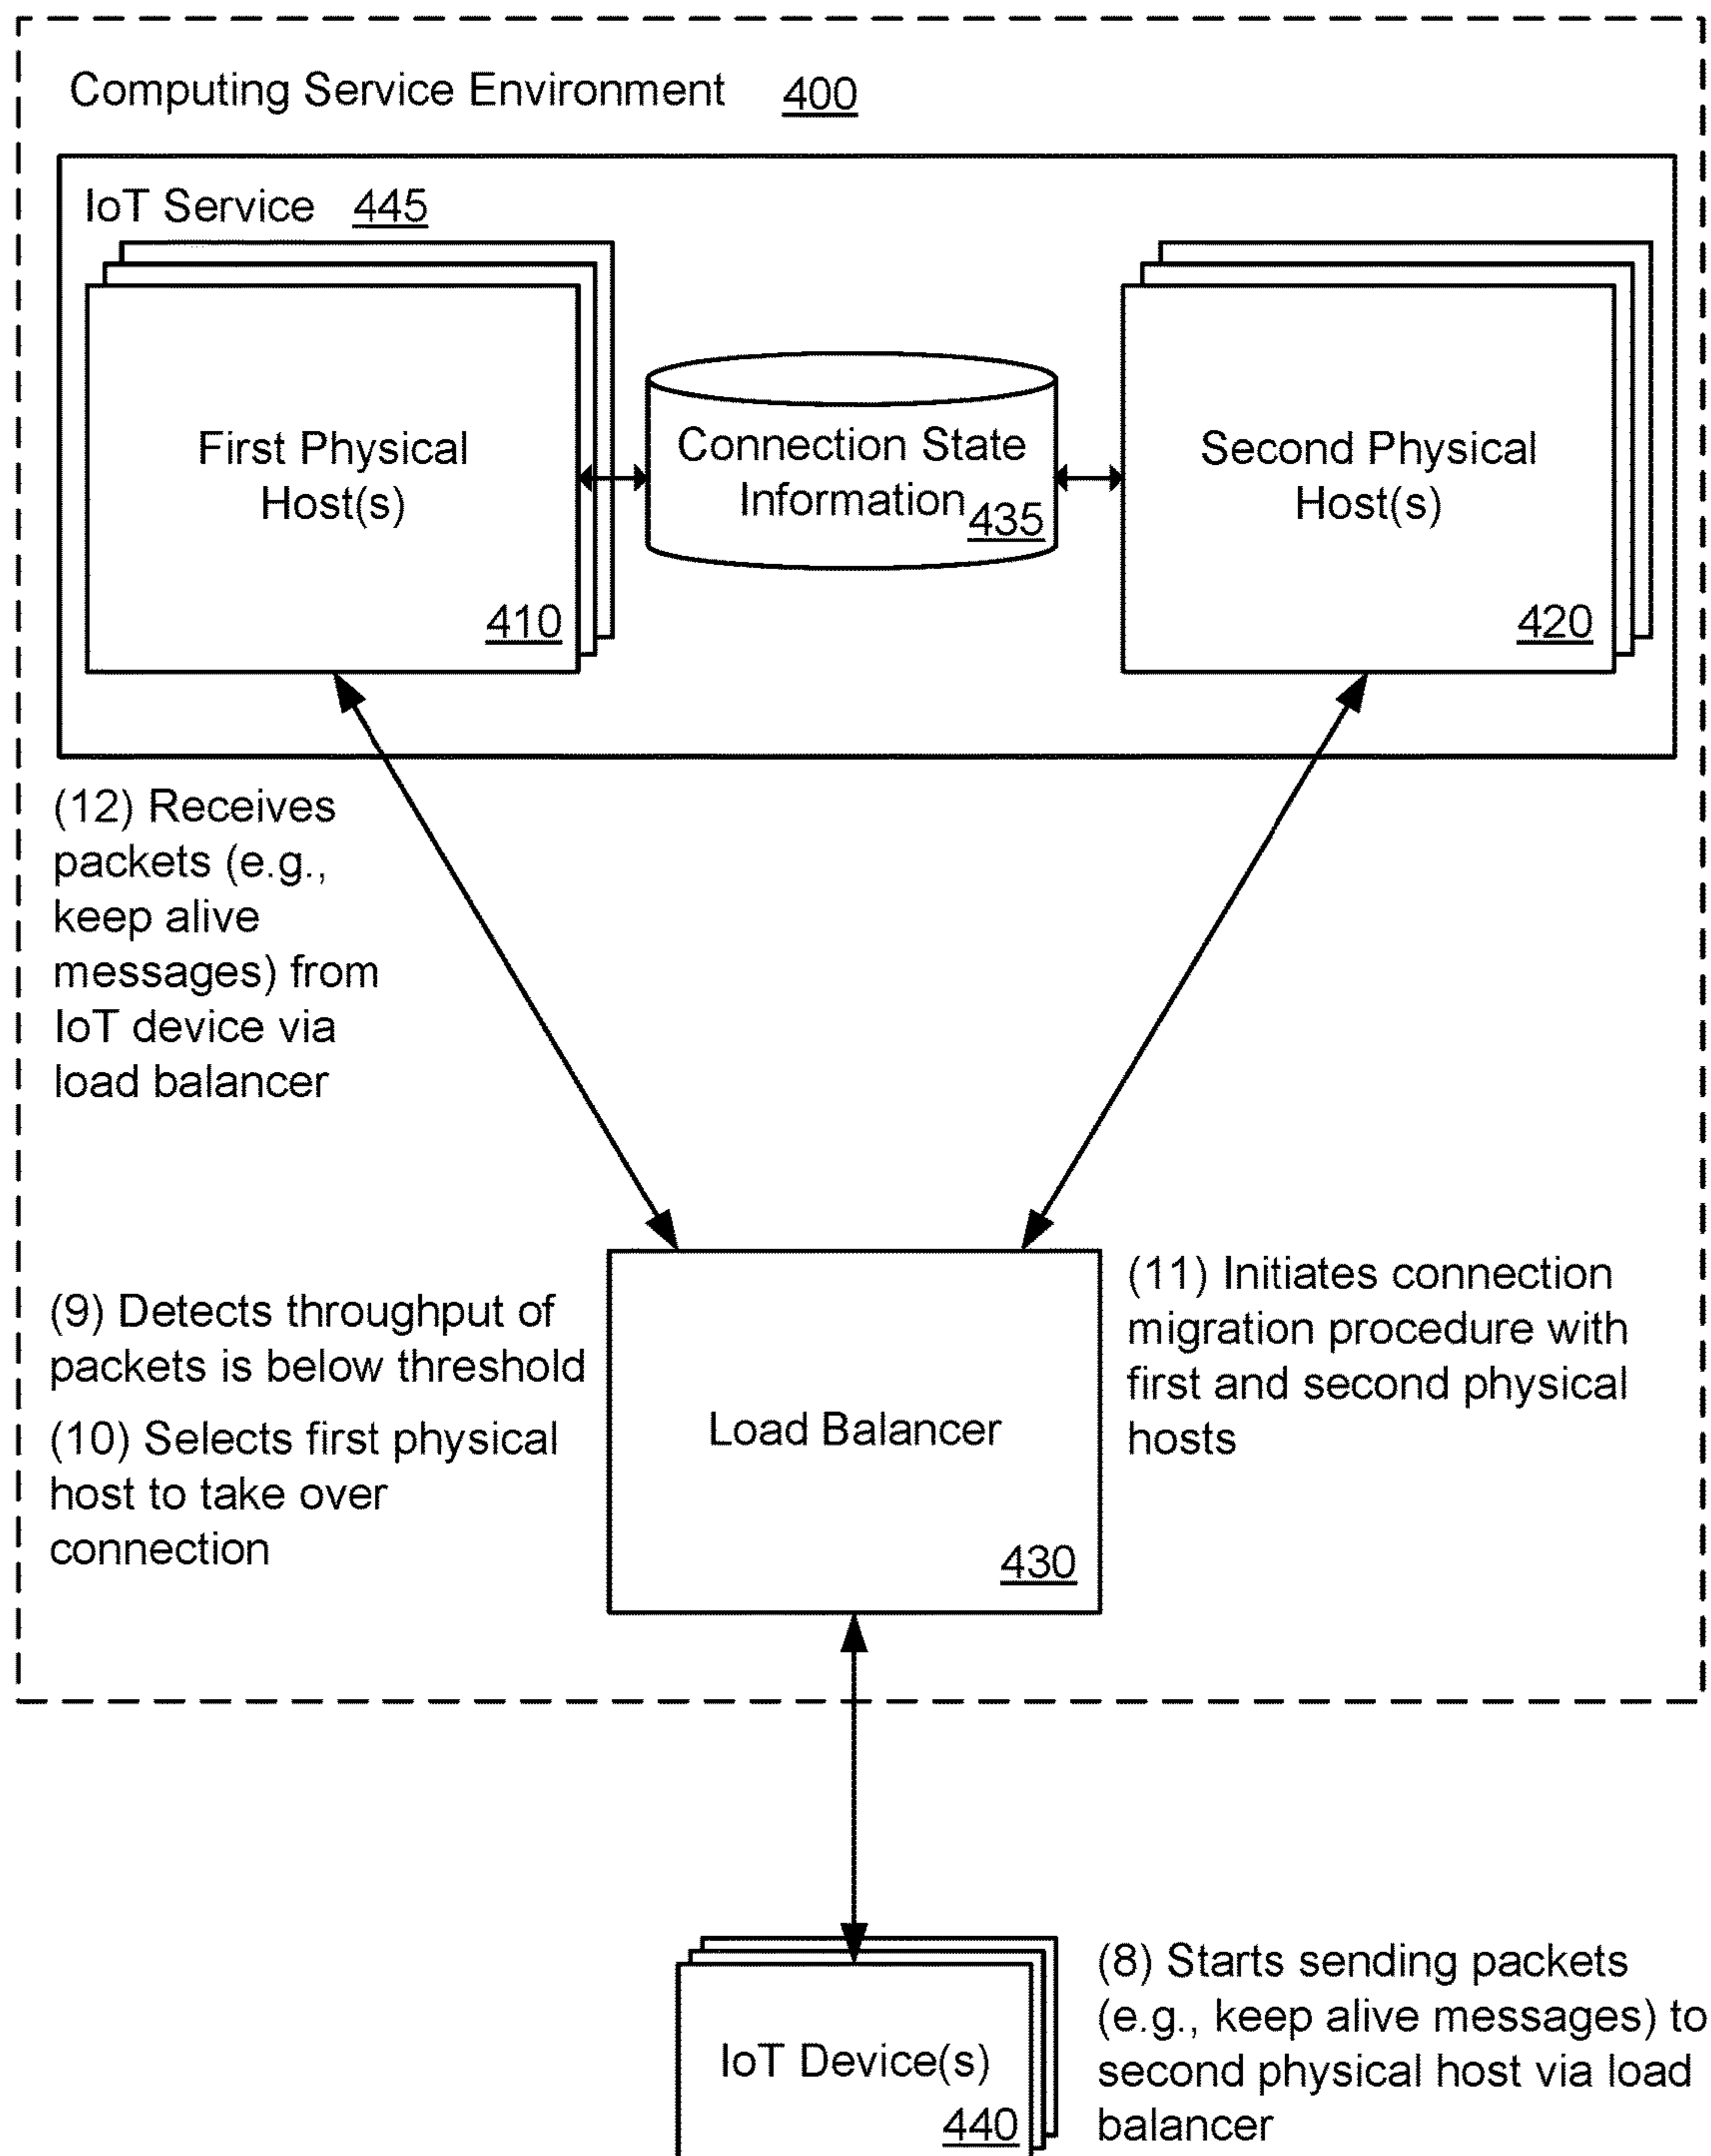 Computing Service Environment 400
IoT Service 445
First Physical
Host(s)
410
Connection State
Information
435
Second Physical
Host(s)
420
(12) Receives
packets (e.g.,
keep alive
messages) from
IoT device via
load balancer
(9) Detects throughput of
packets is below threshold
(10) Selects first physical
host to take over
connection
Load Balancer
430
(11) Initiates connection
migration procedure with
first and second physical
hosts
IoT Device(s)
440
(8) Starts sending packets
(e.g., keep alive messages) to
second physical host via load
balancer